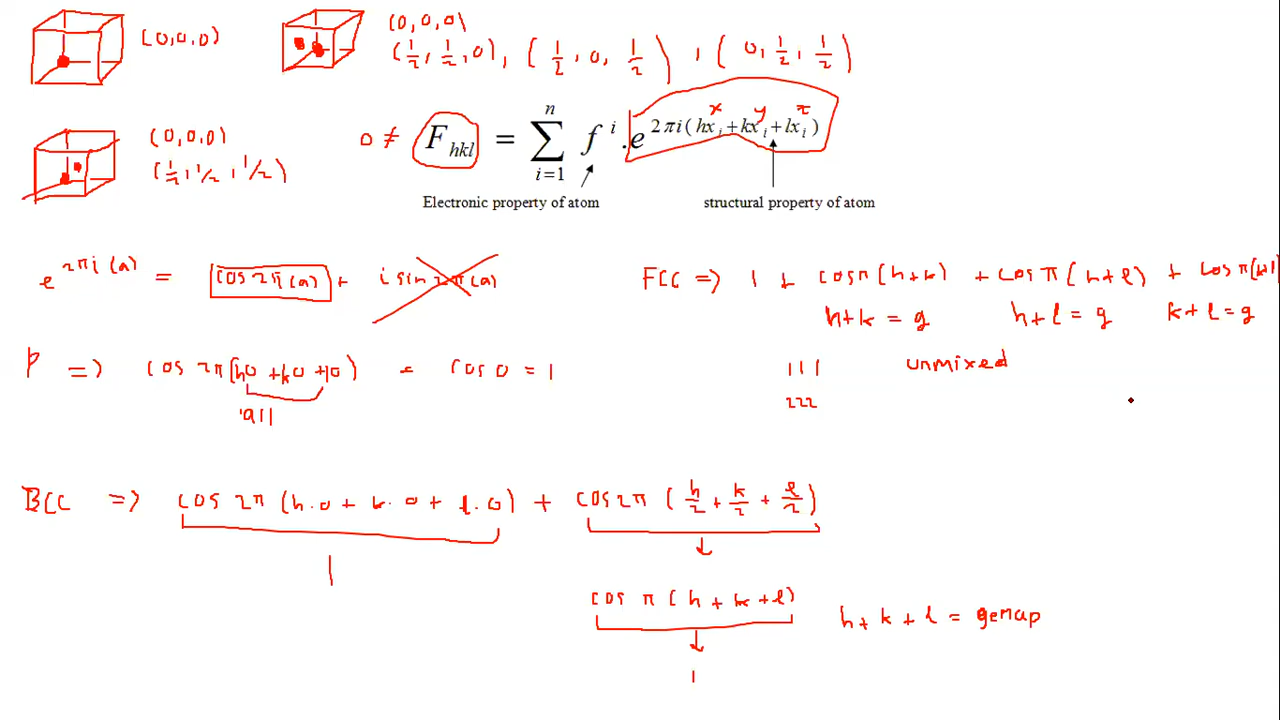 (0,0,0)
(0,0,0)
(1/2, 1/2, 0), (1/2, 0, 1/2), (0, 1/2, 1/2)
(0,0,0)
(1/2, 1/2, 1/2)
x y z
0 ≠ F_hkl = Σ_{i=1}^{n} f^i . e^{2πi(hx_i+kx_i+lx_i)}
Electronic property of atom
structural property of atom
e^{2πi(a)} = cos 2π(a) + i sin 2π(a)
FCC => 1 + cos π(h+k) + cos π(h+l) + cos π(k+l
h+k = g h+l = g k+l = g
P => cos 2π(h0 + k0 + l0) = cos 0 = 1
all
111 unmixed
222
BCC => cos 2π (h.0 + k.0 + l.0) + cos 2π (h/2 + k/2 + l/2)
1
cos π (h + k + l)
h + k + l = genap
1